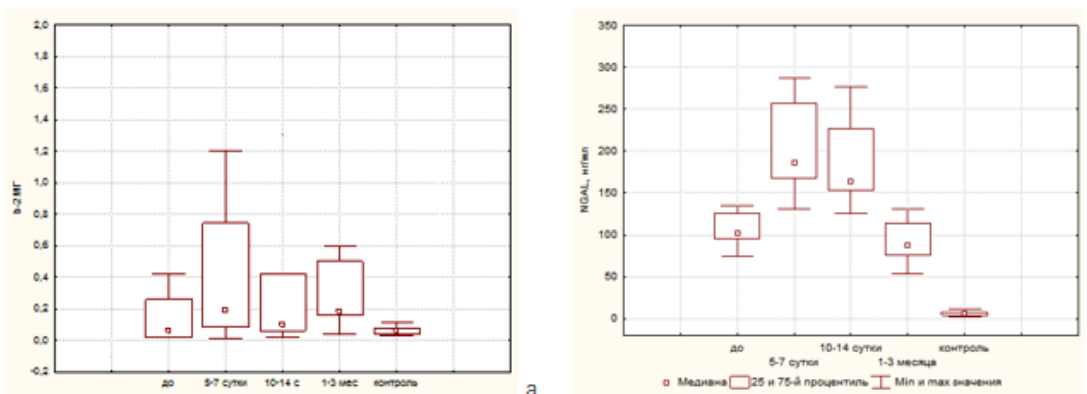 2,0
1,8
1,6
1,4
1,2
1,0
0,8
0,6
0,4
0,2
0,0
-0,2
b-2МГ
до 5-7 сутки 10-14 с 1-3 мес контроль
а
350
300
250
200
150
100
50
0
NGAL, нг/мл
до 10-14 сутки контроль
5-7 сутки 1-3 месяца
Медиана 25 и 75-й процентиль Min и max значения